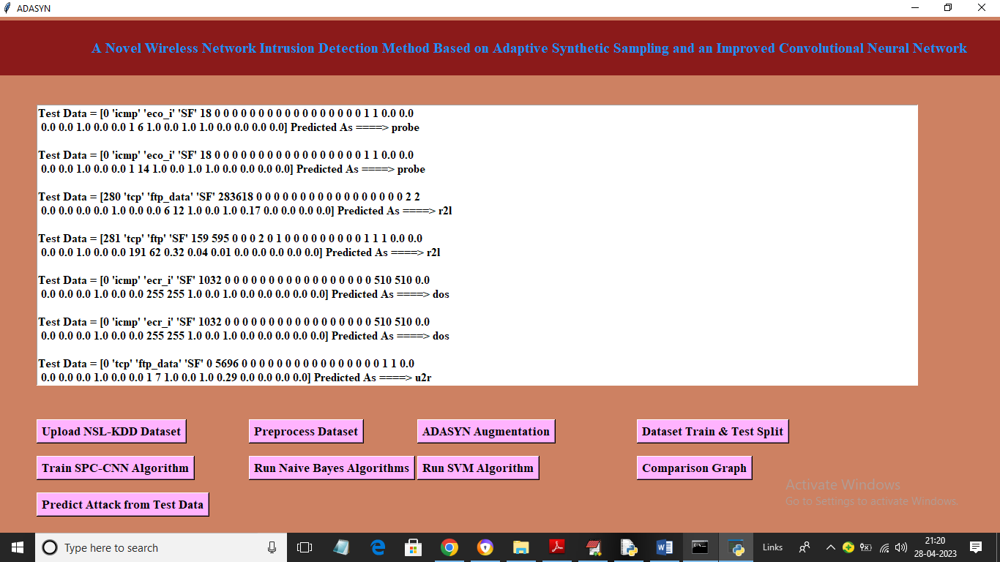 ADASYN
A Novel Wireless Network Intrusion Detection Method Based on Adaptive Synthetic Sampling and an Improved Convolutional Neural Network
Test Data = [0 'icmp' 'eco_i' 'SF' 18 0 0 0 0 0 0 0 0 0 0 0 0 0 0 0 0 0 1 1 0.0 0.0
0.0 0.0 1.0 0.0 0.0 1 6 1.0 0.0 1.0 1.0 0.0 0.0 0.0 0.0] Predicted As ====> probe
Test Data = [0 'icmp' 'eco_i' 'SF' 18 0 0 0 0 0 0 0 0 0 0 0 0 0 0 0 0 0 1 1 0.0 0.0
0.0 0.0 1.0 0.0 0.0 1 14 1.0 0.0 1.0 1.0 0.0 0.0 0.0 0.0] Predicted As ====> probe
Test Data = [280 'tcp' 'ftp_data' 'SF' 283618 0 0 0 0 0 0 0 0 0 0 0 0 0 0 0 0 0 2 2
0.0 0.0 0.0 0.0 1.0 0.0 0.0 6 12 1.0 0.0 1.0 0.17 0.0 0.0 0.0 0.0] Predicted As ====> r2l
Test Data = [281 'tcp' 'ftp' 'SF' 159 595 0 0 0 2 0 1 0 0 0 0 0 0 0 0 0 1 1 1 0.0 0.0
0.0 0.0 1.0 0.0 0.0 191 62 0.32 0.04 0.01 0.0 0.0 0.0 0.0 0.0] Predicted As ====> r2l
Test Data = [0 'icmp' 'ecr_i' 'SF' 1032 0 0 0 0 0 0 0 0 0 0 0 0 0 0 0 0 0 510 510 0.0
0.0 0.0 0.0 1.0 0.0 0.0 255 255 1.0 0.0 1.0 0.0 0.0 0.0 0.0 0.0] Predicted As ====> dos
Test Data = [0 'icmp' 'ecr_i' 'SF' 1032 0 0 0 0 0 0 0 0 0 0 0 0 0 0 0 0 0 510 510 0.0
0.0 0.0 0.0 1.0 0.0 0.0 255 255 1.0 0.0 1.0 0.0 0.0 0.0 0.0 0.0] Predicted As ====> dos
Test Data = [0 'tcp' 'ftp_data' 'SF' 0 5696 0 0 0 0 0 0 0 0 0 0 0 0 0 0 0 0 1 1 0.0
0.0 0.0 0.0 1.0 0.0 0.0 1 7 1.0 0.0 1.0 0.29 0.0 0.0 0.0 0.0] Predicted As ====> u2r
Upload NSL-KDD Dataset
Preprocess Dataset
ADASYN Augmentation
Dataset Train & Test Split
Train SPC-CNN Algorithm
Run Naive Bayes Algorithms
Run SVM Algorithm
Comparison Graph
Predict Attack from Test Data
Activate Windows
Go to Settings to activate Windows.
Type here to search
Links
21:20
28-04-2023